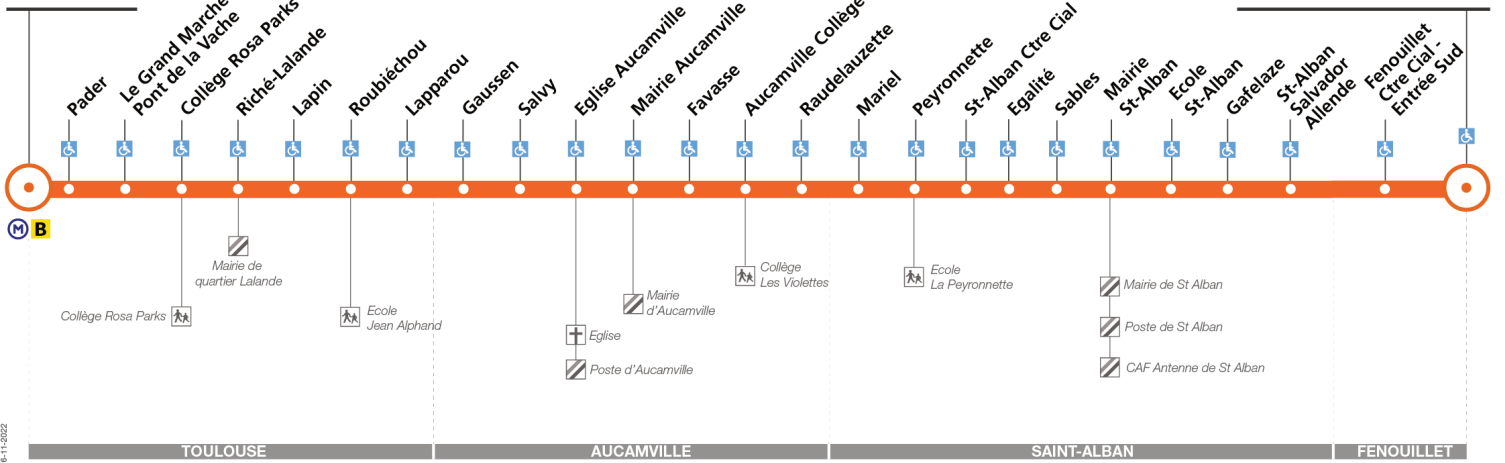 Pader
Le Grand Marché
Pont de la Vache
Collège Rosa Parks
Riché-Lalande
Lapin
Roubiéchou
Lapparou
Gaussen
Salvy
Eglise Aucamville
Mairie Aucamville
Favasse
Aucamville Collège
Raudelauzette
Mariel
Peyronnette
St-Alban Ctre Cial
Egalité
Sables
Mairie
St-Alban
Ecole
St-Alban
Gafelaze
St-Alban
Salvador
Allende
Fenouillet
Ctre Cial -
Entrée Sud
M B
Mairie de
quartier Lalande
Collège Rosa Parks
Ecole
Jean Alphand
Eglise
Poste d'Aucamville
Mairie
d'Aucamville
Collège
Les Violettes
Ecole
La Peyronnette
Mairie de St Alban
Poste de St Alban
CAF Antenne de St Alban
TOULOUSE
AUCAMVILLE
SAINT-ALBAN
FENOUILLET
6-11-2022